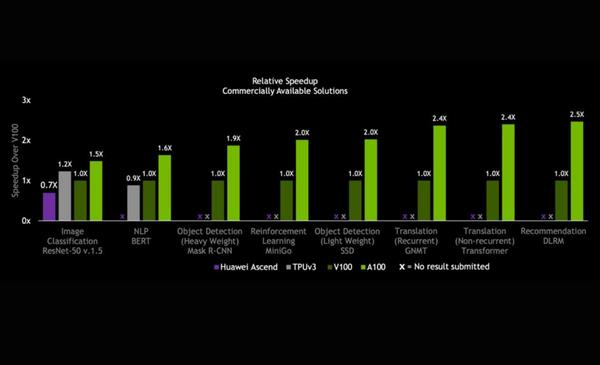 Relative Speedup
Commercially Available Solutions
Speedup Over V100
3x
2x
1x
0x
0.7X 1.2X 1.0X 1.5X
X 0.9X 1.0X 1.6X
X X 1.0X 1.9X
X X 1.0X 2.0X
X X 1.0X 2.0X
X X 1.0X 2.4X
X X 1.0X 2.4X
X X 1.0X 2.5X
Image
Classification
ResNet-50 v.1.5
NLP
BERT
Object Detection
(Heavy Weight)
Mask R-CNN
Reinforcement
Learning
MiniGo
Object Detection
(Light Weight)
SSD
Translation
(Recurrent)
GNMT
Translation
(Non-recurrent)
Transformer
Recommendation
DLRM
Huawei Ascend TPUv3 V100 A100 X = No result submitted